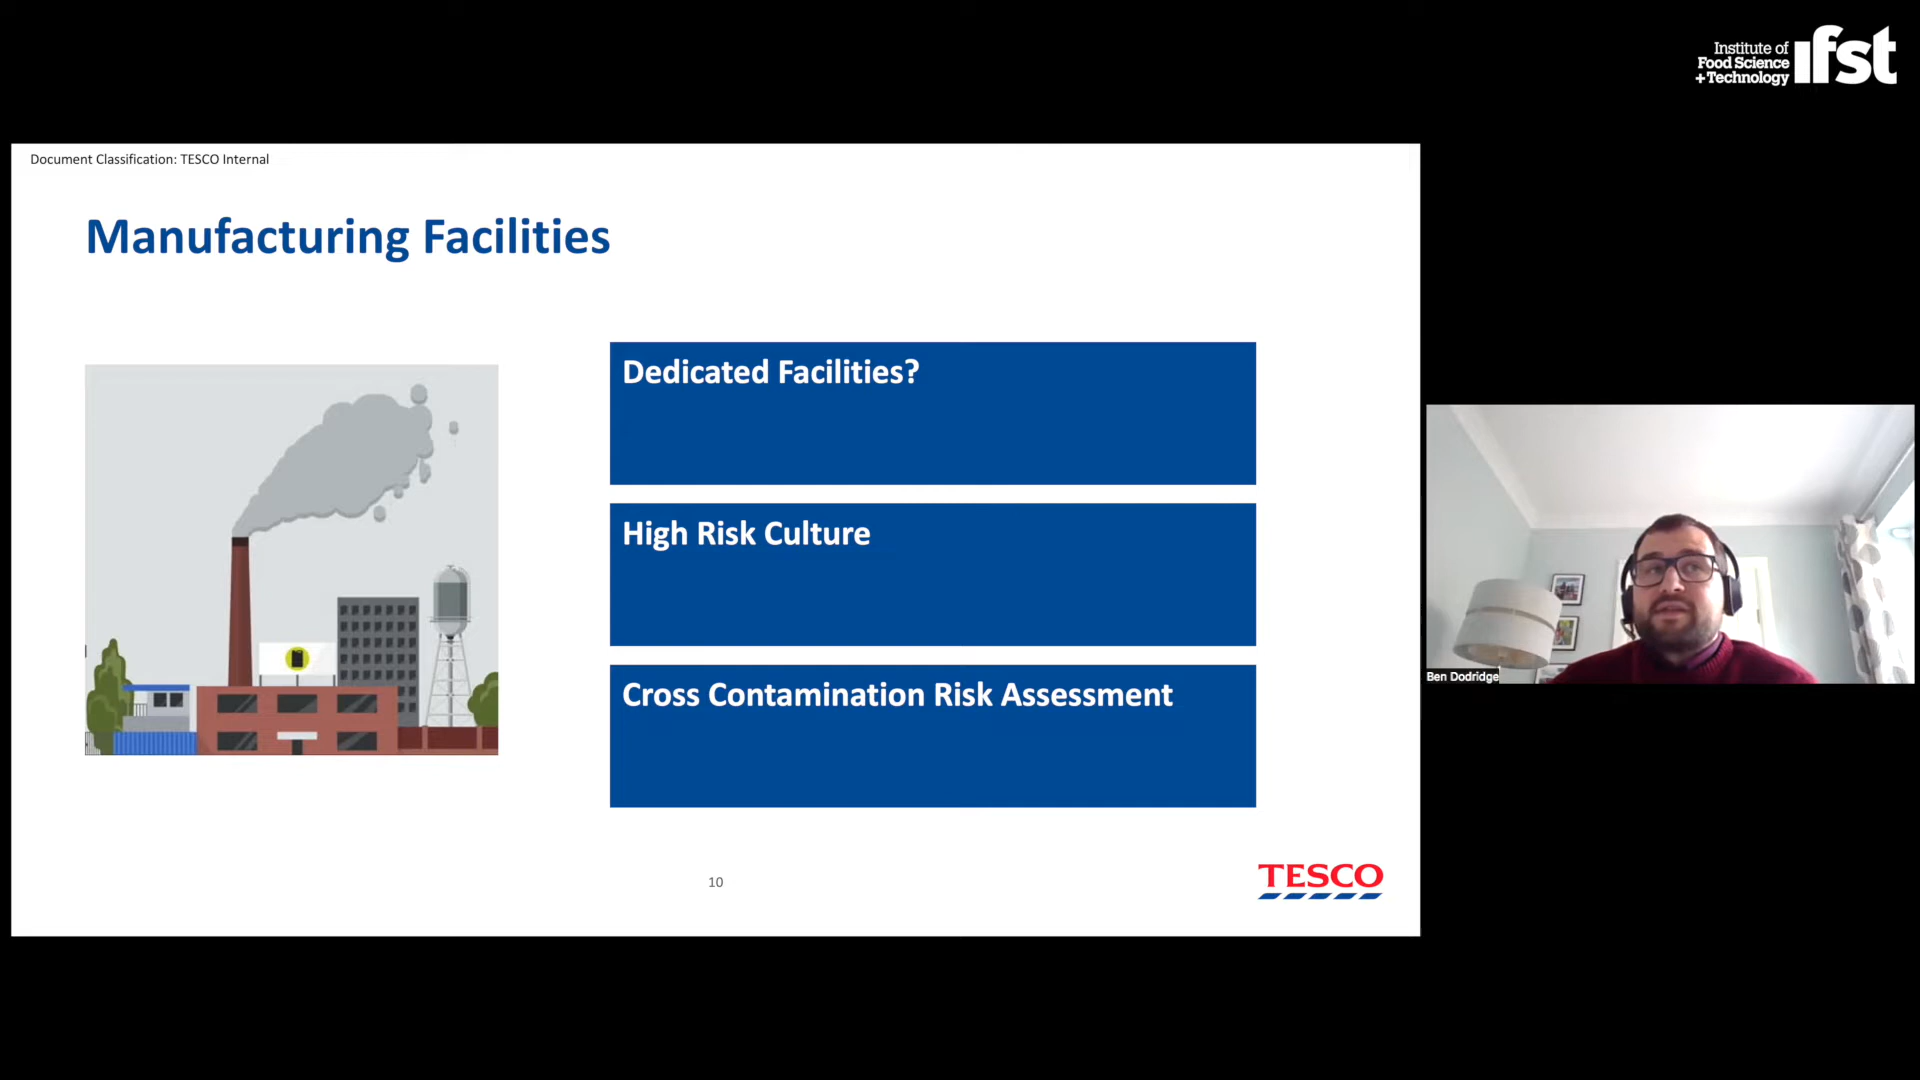 Institute of
Food Science
+Technology
ifst
Document Classification: TESCO Internal
Manufacturing Facilities
Dedicated Facilities?
High Risk Culture
Cross Contamination Risk Assessment
Ben Dodridge
10
TESCO